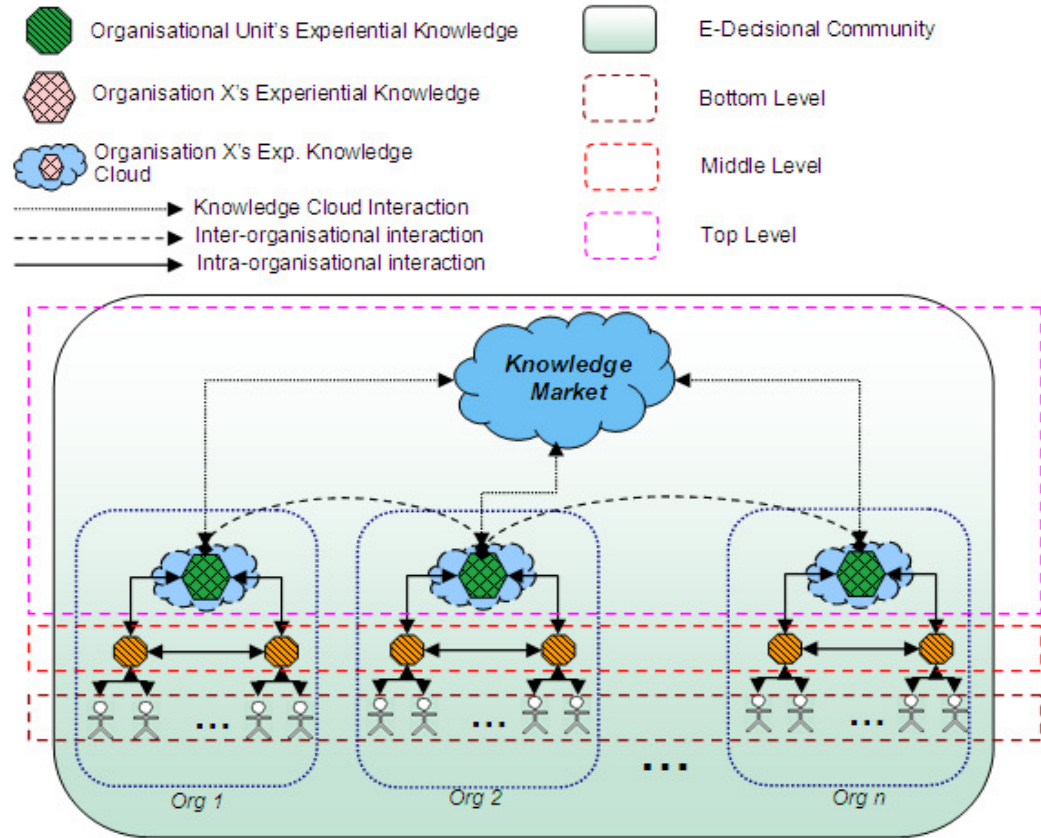 Organisational Unit's Experiential Knowledge
E-Decisional Community
Organisation X's Experiential Knowledge
Bottom Level
Organisation X's Exp. Knowledge
Cloud
Middle Level
Knowledge Cloud Interaction
Inter-organisational interaction
Top Level
Intra-organisational interaction
Knowledge
Market
...
...
...
...
Org 1
Org 2
Org n